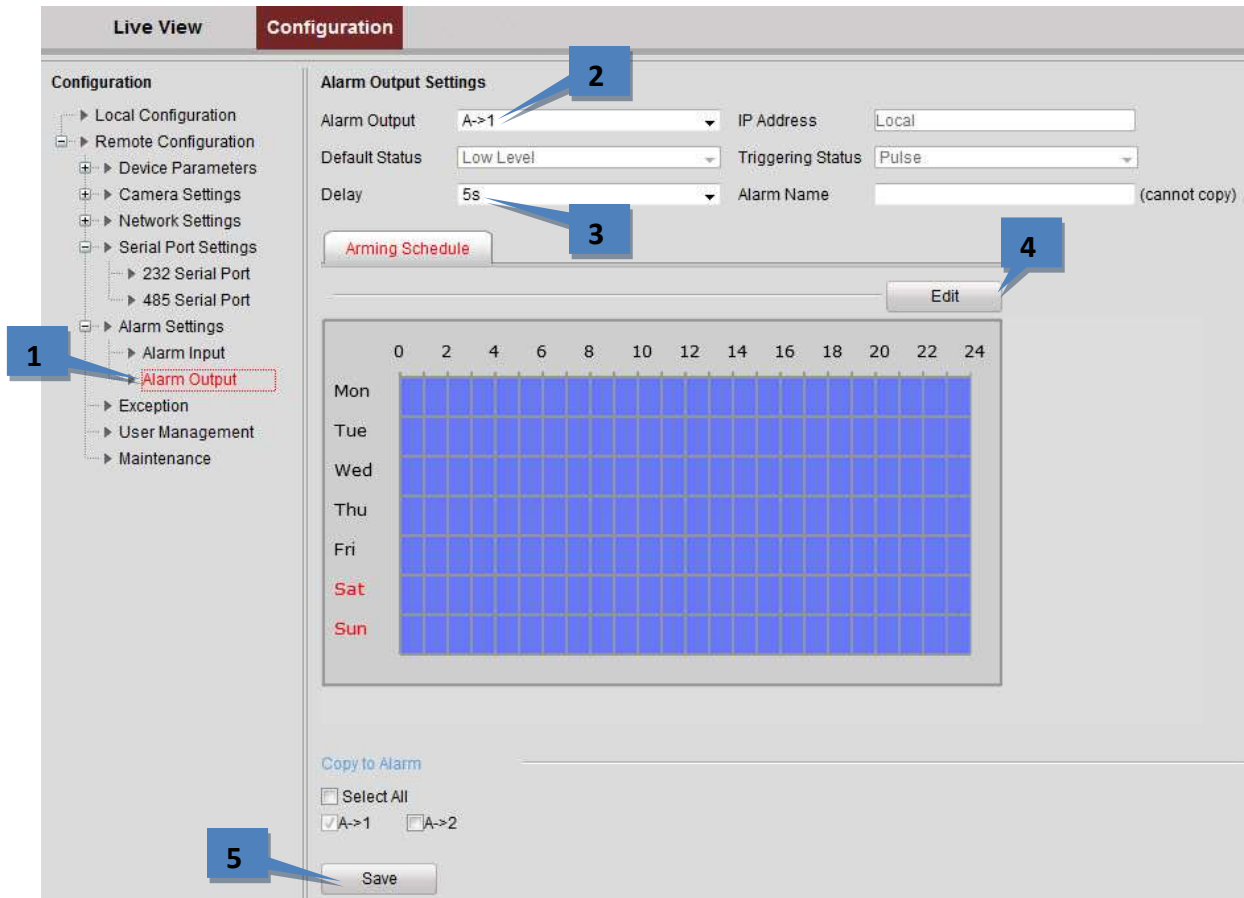 Live View Configuration
Configuration
Local Configuration
Remote Configuration
Device Parameters
Camera Settings
Network Settings
Serial Port Settings
232 Serial Port
485 Serial Port
Alarm Settings
1
Alarm Input
Alarm Output
Exception
User Management
Maintenance
Alarm Output Settings
2
Alarm Output A->1 IP Address Local
Default Status Low Level Triggering Status Pulse
Delay 5s Alarm Name (cannot copy)
3
4
Arming Schedule
Edit
0 2 4 6 8 10 12 14 16 18 20 22 24
Mon
Tue
Wed
Thu
Fri
Sat
Sun
Copy to Alarm
Select All
A->1 A->2
5
Save